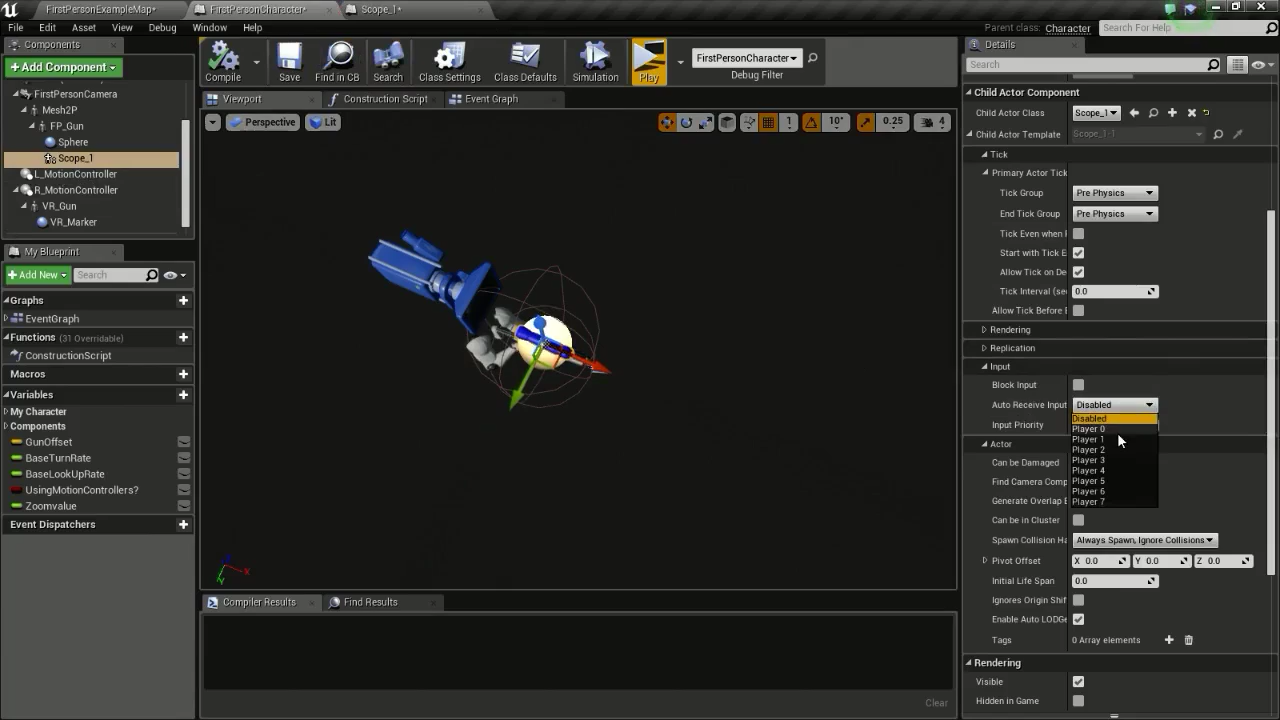 FirstPersonExampleMap*
FirstPersonCharacter*
Scope_1*
File Edit Asset View Debug Window Help
Parent class: Character
Search For Help
Components
Details
+ Add Component
Compile
Save
Find in CB
Search
Class Settings
Class Defaults
Simulation
Play
FirstPersonCharacter
Debug Filter
Search
FirstPersonCamera
Mesh2P
FP_Gun
Sphere
Scope_1
L_MotionController
R_MotionController
VR_Gun
VR_Marker
Viewport
Construction Script
Event Graph
Perspective
Lit
1
10°
0.25
4
Child Actor Component
Child Actor Class Scope_1
Child Actor Template Scope_1-1
Tick
Primary Actor Tick
Tick Group Pre Physics
End Tick Group Pre Physics
Tick Even when
Start with Tick E
Allow Tick on De
Tick Interval (se 0.0
Allow Tick Before
Rendering
Replication
Input
Block Input
Auto Receive Input Disabled
Disabled
Player 0
Player 1
Player 2
Player 3
Player 4
Player 5
Player 6
Player 7
Input Priority
Actor
Can be Damaged
Find Camera Comp
Generate Overlap
Can be in Cluster
Spawn Collision Ha Always Spawn, Ignore Collisions
Pivot Offset X 0.0 Y 0.0 Z 0.0
Initial Life Span 0.0
Ignores Origin Shif
Enable Auto LODGe
Tags 0 Array elements
Rendering
Visible
Hidden in Game
My Blueprint
+ Add New Search
Graphs
EventGraph
Functions (31 Overridable)
ConstructionScript
Macros
Variables
My Character
Components
GunOffset
BaseTurnRate
BaseLookUpRate
UsingMotionControllers?
Zoomvalue
Event Dispatchers
Z
X
Y
Compiler Results
Find Results
Clear